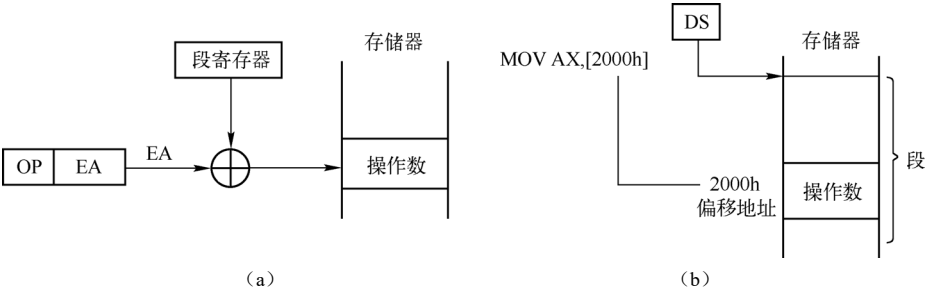 段寄存器
存储器
OP
EA
EA
操作数
(a)
DS
存储器
MOV AX,[2000h]
段
2000h
偏移地址
操作数
(b)